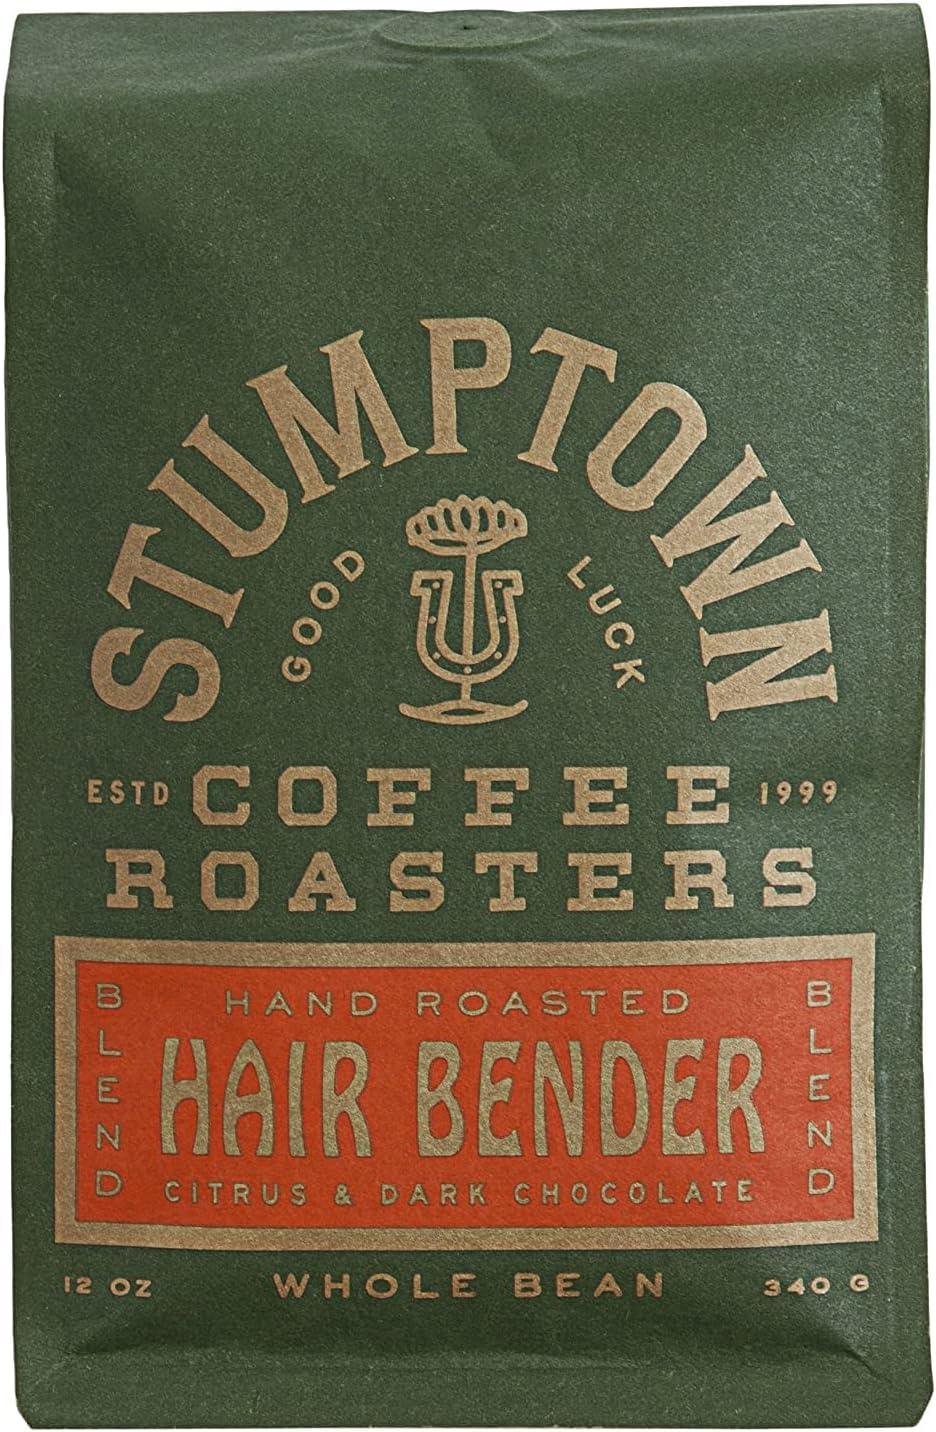 STUMPTOWN
GOOD LUCK
ESTD COFFEE 1999
ROASTERS
BLEND
HAND ROASTED
HAIR BENDER
CITRUS & DARK CHOCOLATE
BLEND
12 OZ WHOLE BEAN 340 G